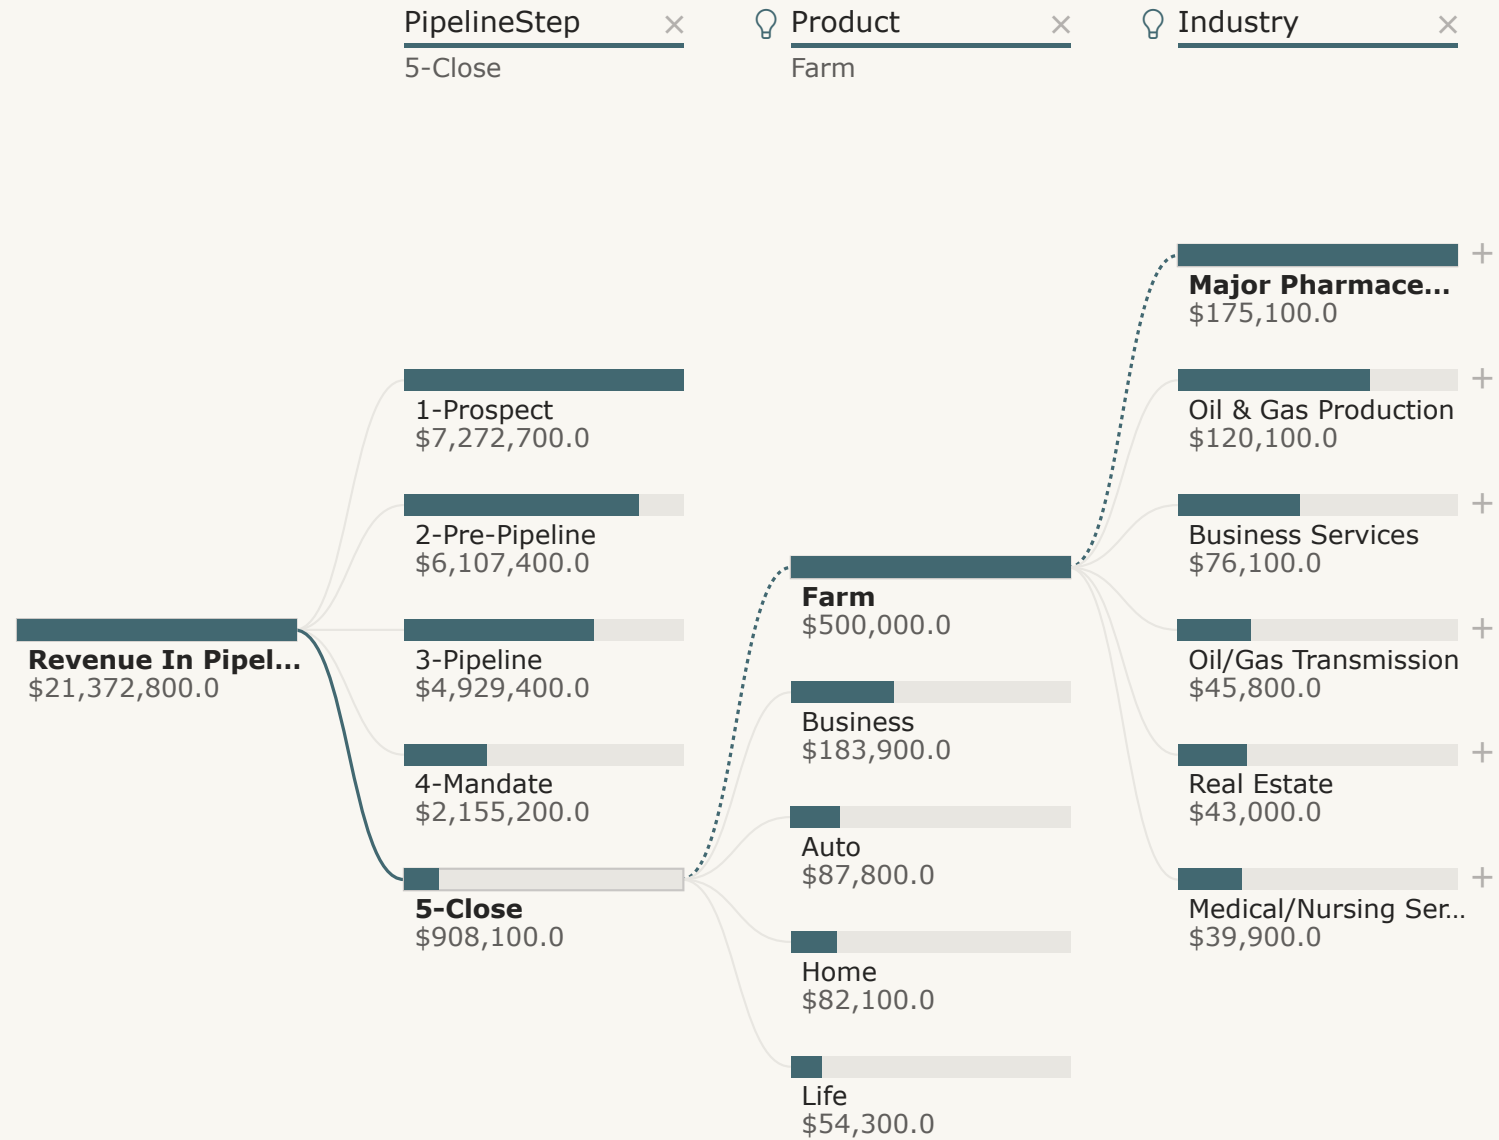 PipelineStep
5-Close
Product
Farm
Industry
Revenue In Pipel...
$21,372,800.0
1-Prospect
$7,272,700.0
2-Pre-Pipeline
$6,107,400.0
3-Pipeline
$4,929,400.0
4-Mandate
$2,155,200.0
5-Close
$908,100.0
Farm
$500,000.0
Business
$183,900.0
Auto
$87,800.0
Home
$82,100.0
Life
$54,300.0
Major Pharmace...
$175,100.0
Oil & Gas Production
$120,100.0
Business Services
$76,100.0
Oil/Gas Transmission
$45,800.0
Real Estate
$43,000.0
Medical/Nursing Ser...
$39,900.0